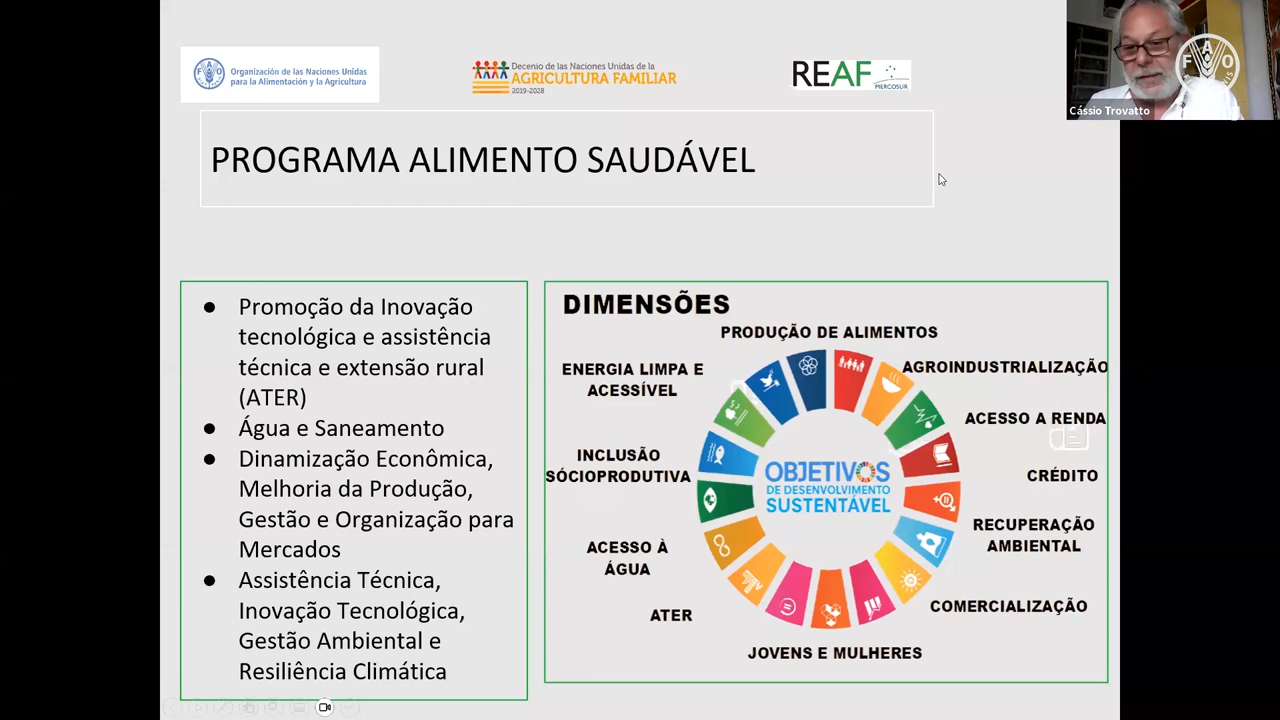 Organización de las Naciones Unidas
para la Alimentación y la Agricultura
Decenio de las Naciones Unidas de la
AGRICULTURA FAMILIAR
2019-2028
REAF
MERCOSUR
Cássio Trovatto
PROGRAMA ALIMENTO SAUDÁVEL
● Promoção da Inovação
tecnológica e assistência
técnica e extensão rural
(ATER)
● Água e Saneamento
● Dinamização Econômica,
Melhoria da Produção,
Gestão e Organização para
Mercados
● Assistência Técnica,
Inovação Tecnológica,
Gestão Ambiental e
Resiliência Climática
DIMENSÕES
PRODUÇÃO DE ALIMENTOS
AGROINDUSTRIALIZAÇÃO
ACESSO A RENDA
CRÉDITO
RECUPERAÇÃO
AMBIENTAL
COMERCIALIZAÇÃO
JOVENS E MULHERES
ATER
ACESSO À
ÁGUA
INCLUSÃO
SÓCIOPRODUTIVA
ENERGIA LIMPA E
ACESSÍVEL
OBJETIVOS
DE DESENVOLVIMENTO
SUSTENTÁVEL